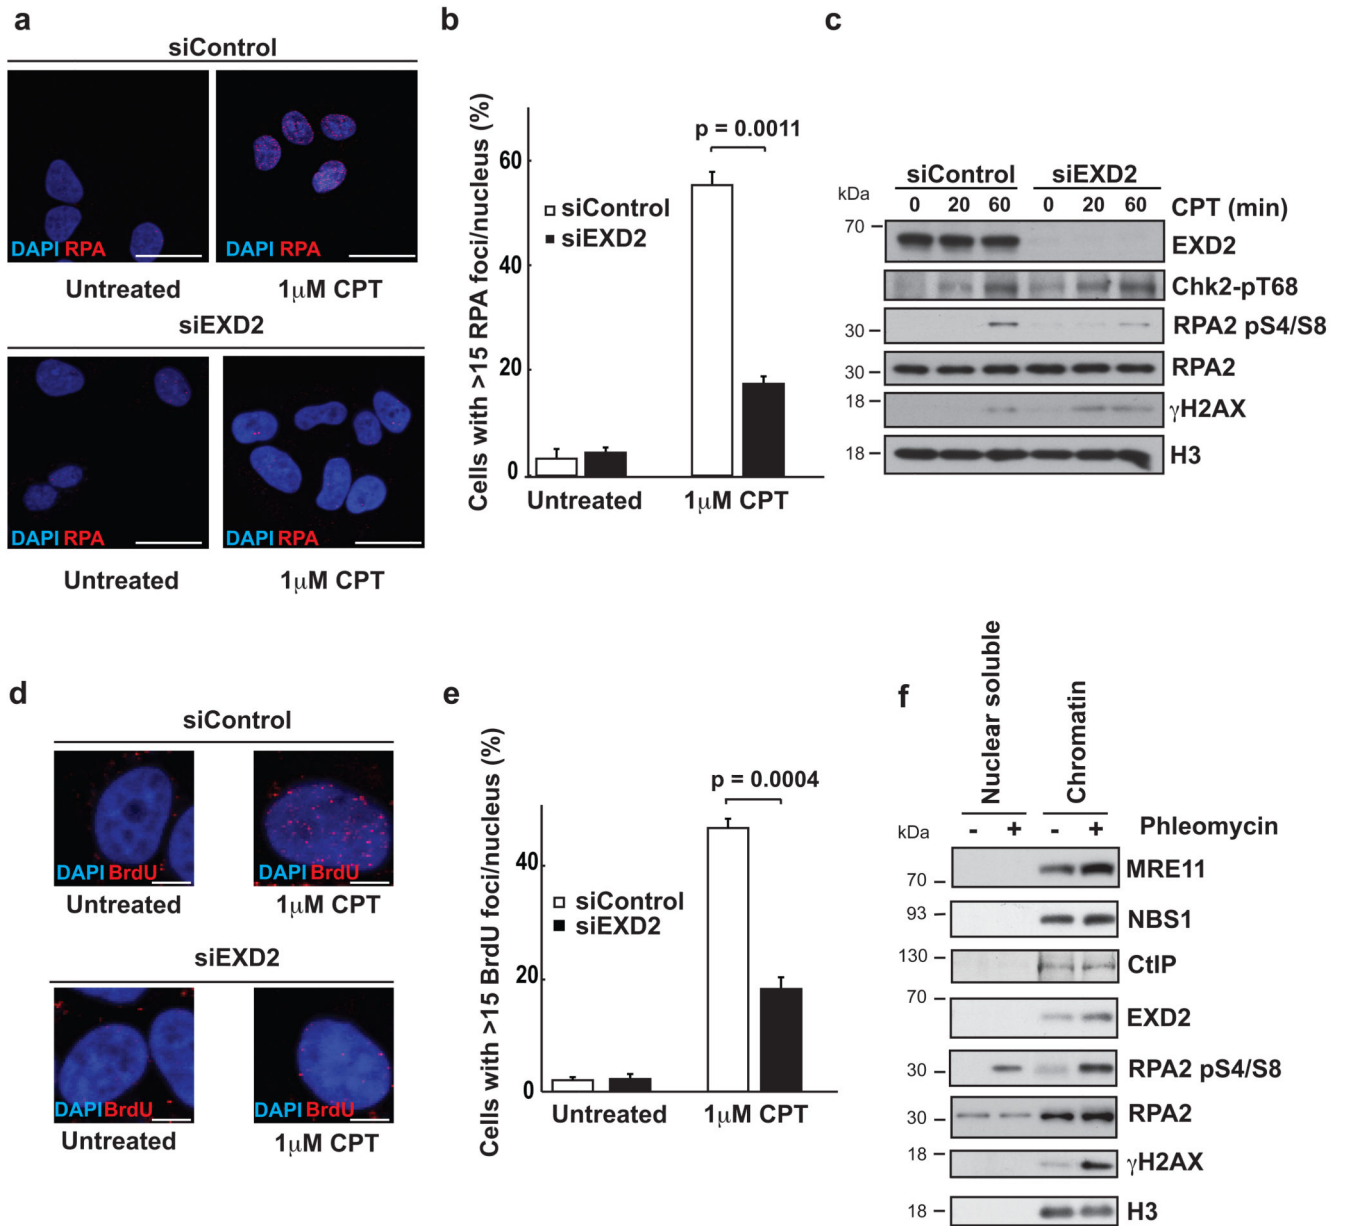 a
siControl
DAPI RPA
DAPI RPA
Untreated
1μM CPT
siEXD2
DAPI RPA
DAPI RPA
Untreated
1μM CPT
b
Cells with >15 RPA foci/nucleus (%)
60
40
20
0
p = 0.0011
siControl
siEXD2
Untreated
1μM CPT
c
siControl
siEXD2
kDa
0 20 60 0 20 60 CPT (min)
70
EXD2
Chk2-pT68
30
RPA2 pS4/S8
30
RPA2
18
γH2AX
18
H3
d
siControl
DAPI BrdU
DAPI BrdU
Untreated
1μM CPT
siEXD2
DAPI BrdU
DAPI BrdU
Untreated
1μM CPT
e
Cells with >15 BrdU foci/nucleus (%)
40
20
0
p = 0.0004
siControl
siEXD2
Untreated
1μM CPT
f
Nuclear soluble
Chromatin
kDa
- + - + Phleomycin
70
MRE11
93
NBS1
130
CtIP
70
EXD2
30
RPA2 pS4/S8
30
RPA2
18
γH2AX
18
H3